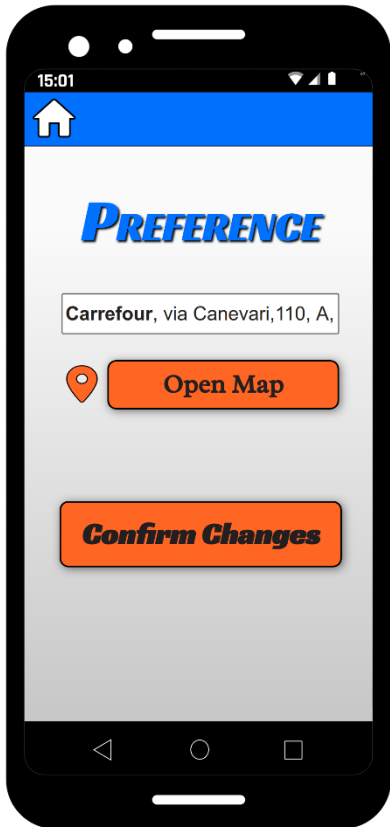 15:01
PREFERENCE
Carrefour, via Canevari,110, A,
Open Map
Confirm Changes